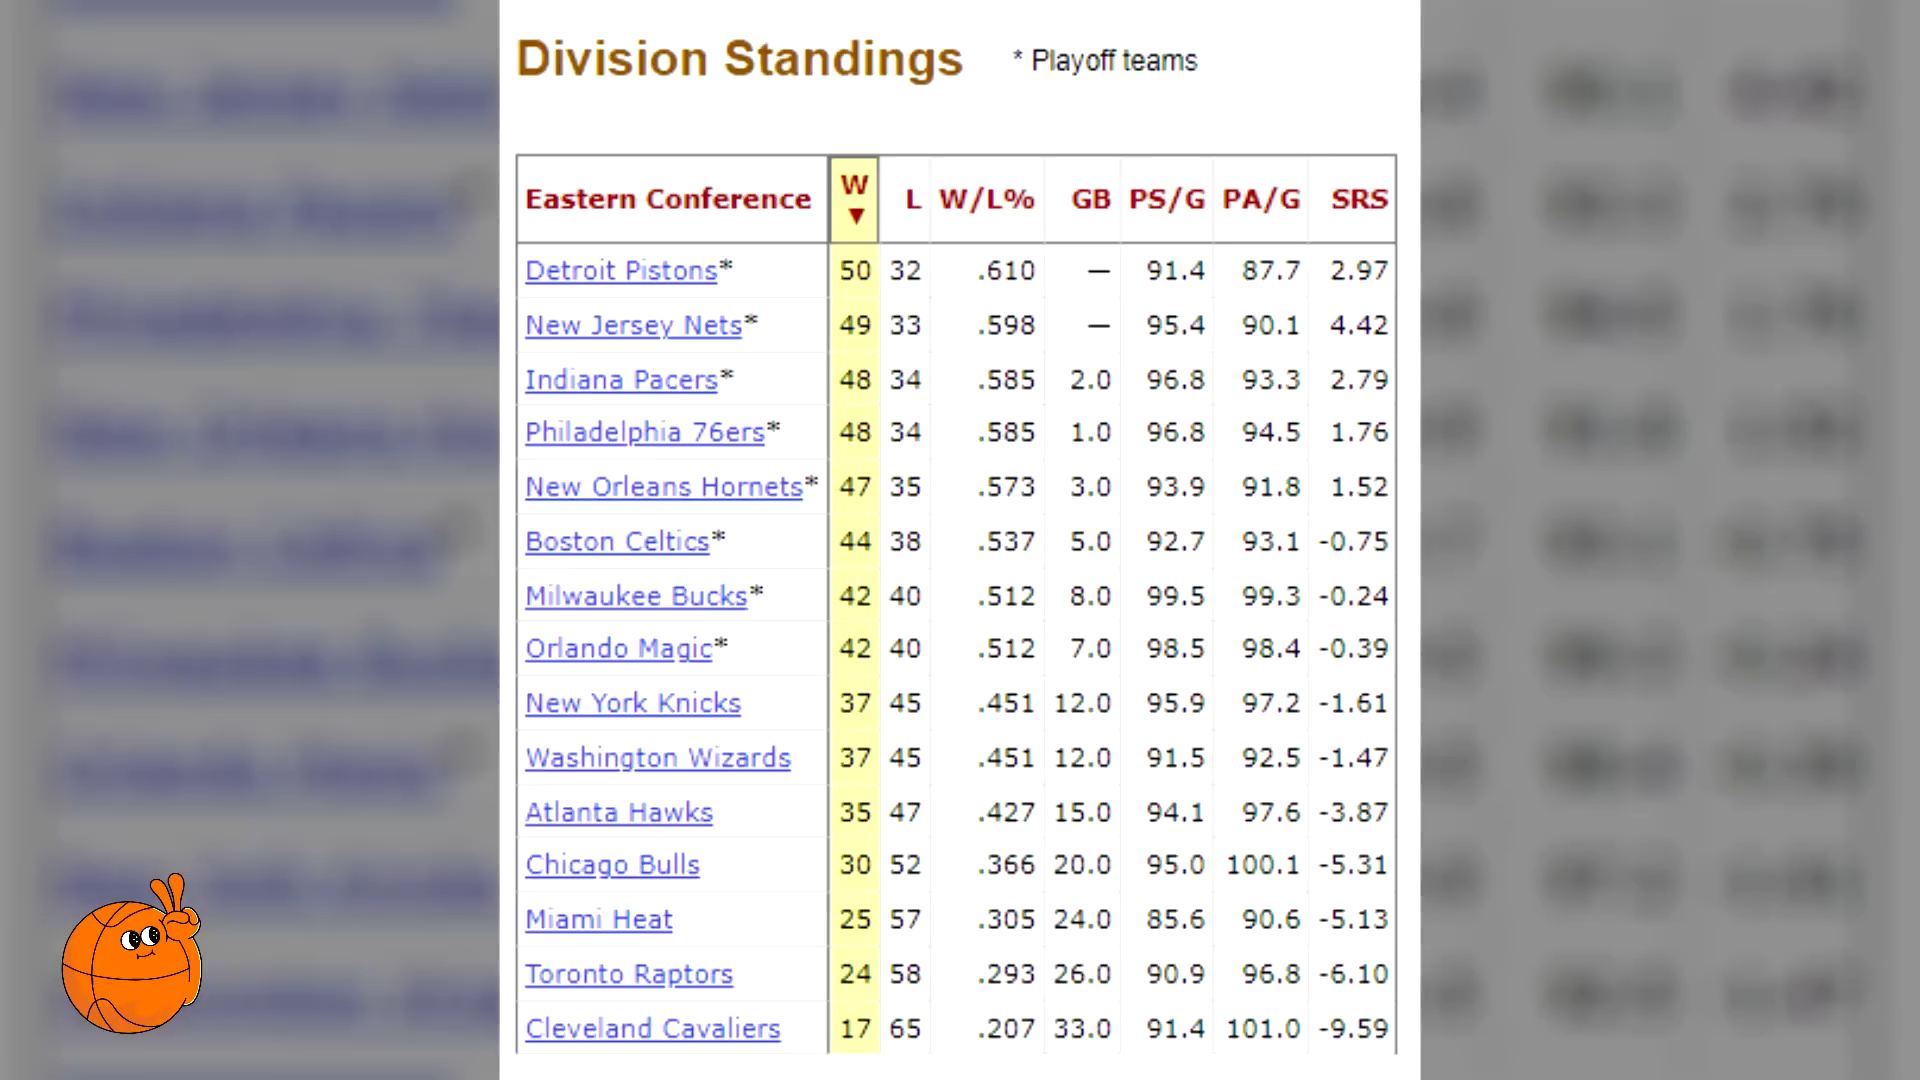 Division Standings * Playoff teams
Eastern Conference W ▼ L W/L% GB PS/G PA/G SRS
Detroit Pistons* 50 32 .610 — 91.4 87.7 2.97
New Jersey Nets* 49 33 .598 — 95.4 90.1 4.42
Indiana Pacers* 48 34 .585 2.0 96.8 93.3 2.79
Philadelphia 76ers* 48 34 .585 1.0 96.8 94.5 1.76
New Orleans Hornets* 47 35 .573 3.0 93.9 91.8 1.52
Boston Celtics* 44 38 .537 5.0 92.7 93.1 -0.75
Milwaukee Bucks* 42 40 .512 8.0 99.5 99.3 -0.24
Orlando Magic* 42 40 .512 7.0 98.5 98.4 -0.39
New York Knicks 37 45 .451 12.0 95.9 97.2 -1.61
Washington Wizards 37 45 .451 12.0 91.5 92.5 -1.47
Atlanta Hawks 35 47 .427 15.0 94.1 97.6 -3.87
Chicago Bulls 30 52 .366 20.0 95.0 100.1 -5.31
Miami Heat 25 57 .305 24.0 85.6 90.6 -5.13
Toronto Raptors 24 58 .293 26.0 90.9 96.8 -6.10
Cleveland Cavaliers 17 65 .207 33.0 91.4 101.0 -9.59